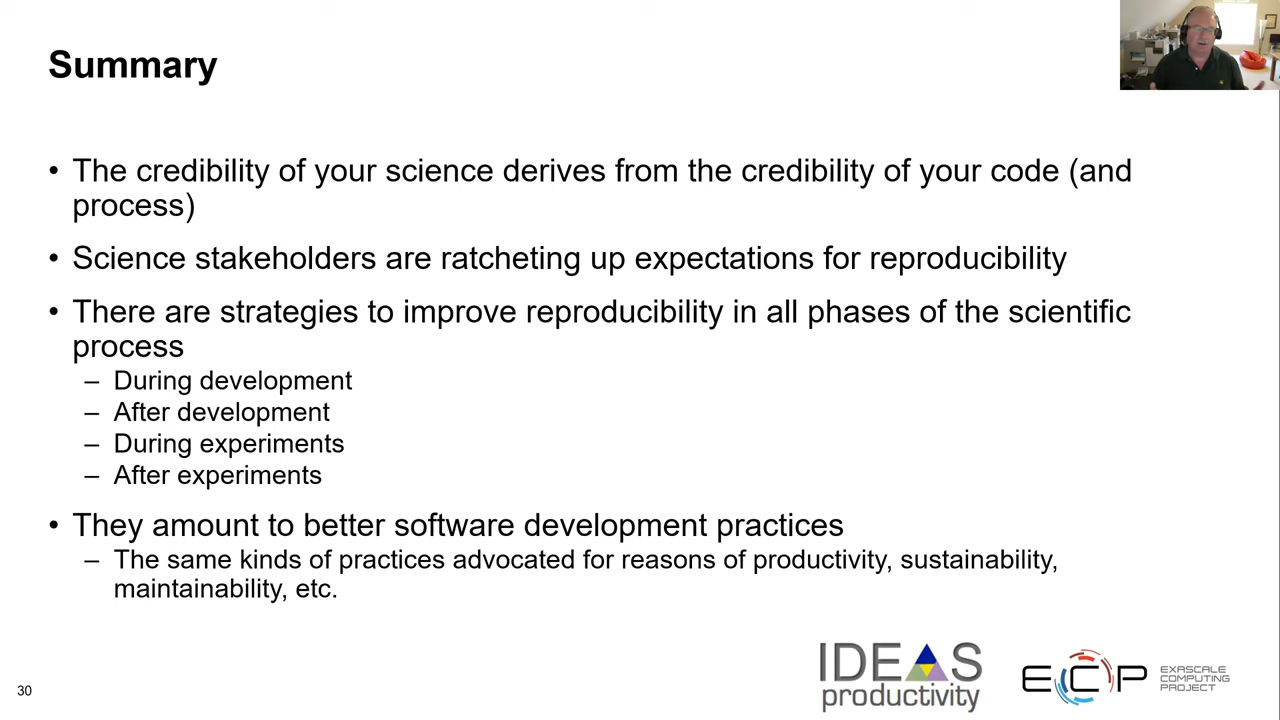 Summary
• The credibility of your science derives from the credibility of your code (and
process)
• Science stakeholders are ratcheting up expectations for reproducibility
• There are strategies to improve reproducibility in all phases of the scientific
process
– During development
– After development
– During experiments
– After experiments
• They amount to better software development practices
– The same kinds of practices advocated for reasons of productivity, sustainability,
maintainability, etc.
30
IDEAS
productivity
ECP
EXASCALE
COMPUTING
PROJECT